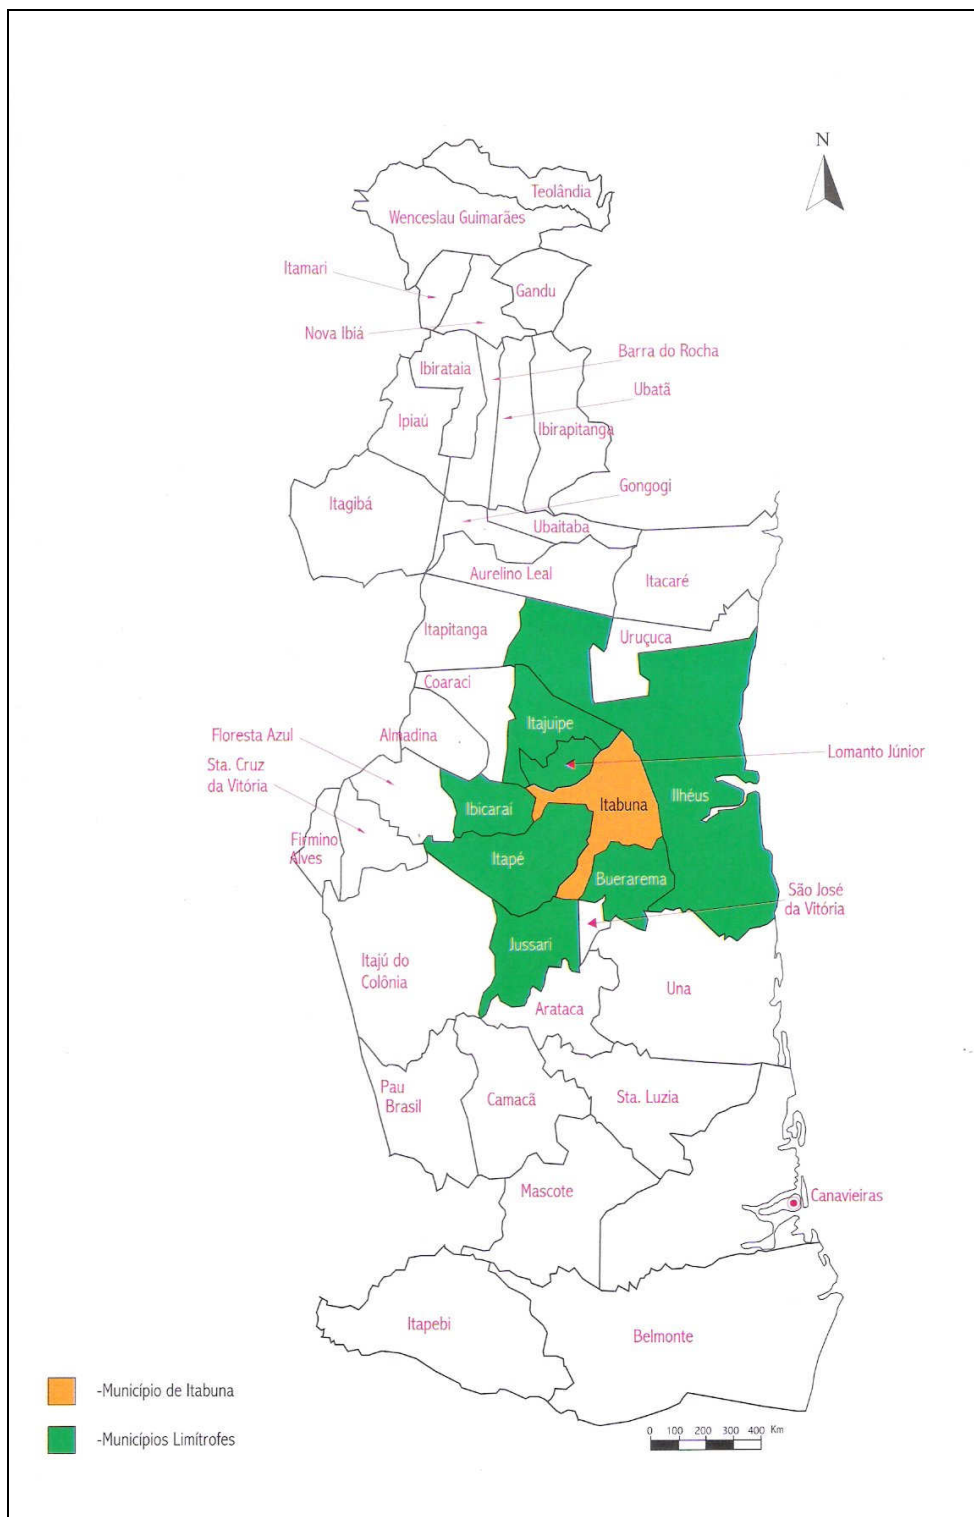 N
Teolândia
Wenceslau Guimarães
Itamari
Gandu
Nova Ibiá
Barra do Rocha
Ibirataia
Ubatã
Ipiaú
Ibirapitanga
Gongogi
Itagibá
Ubaitaba
Aurelino Leal
Itacaré
Itapitanga
Uruçuca
Coaraci
Itajuipe
Floresta Azul
Almadina
Lomanto Júnior
Sta. Cruz
da Vitória
Ibicaraí
Itabuna
Ilhéus
Firmino
Alves
Itapé
Buerarema
São José
da Vitória
Jussari
Itajú do
Colônia
Una
Arataca
Pau
Brasil
Camacã
Sta. Luzia
Mascote
Canavieiras
Itapebi
Belmonte
-Município de Itabuna
-Municípios Limítrofes
0 100 200 300 400 Km